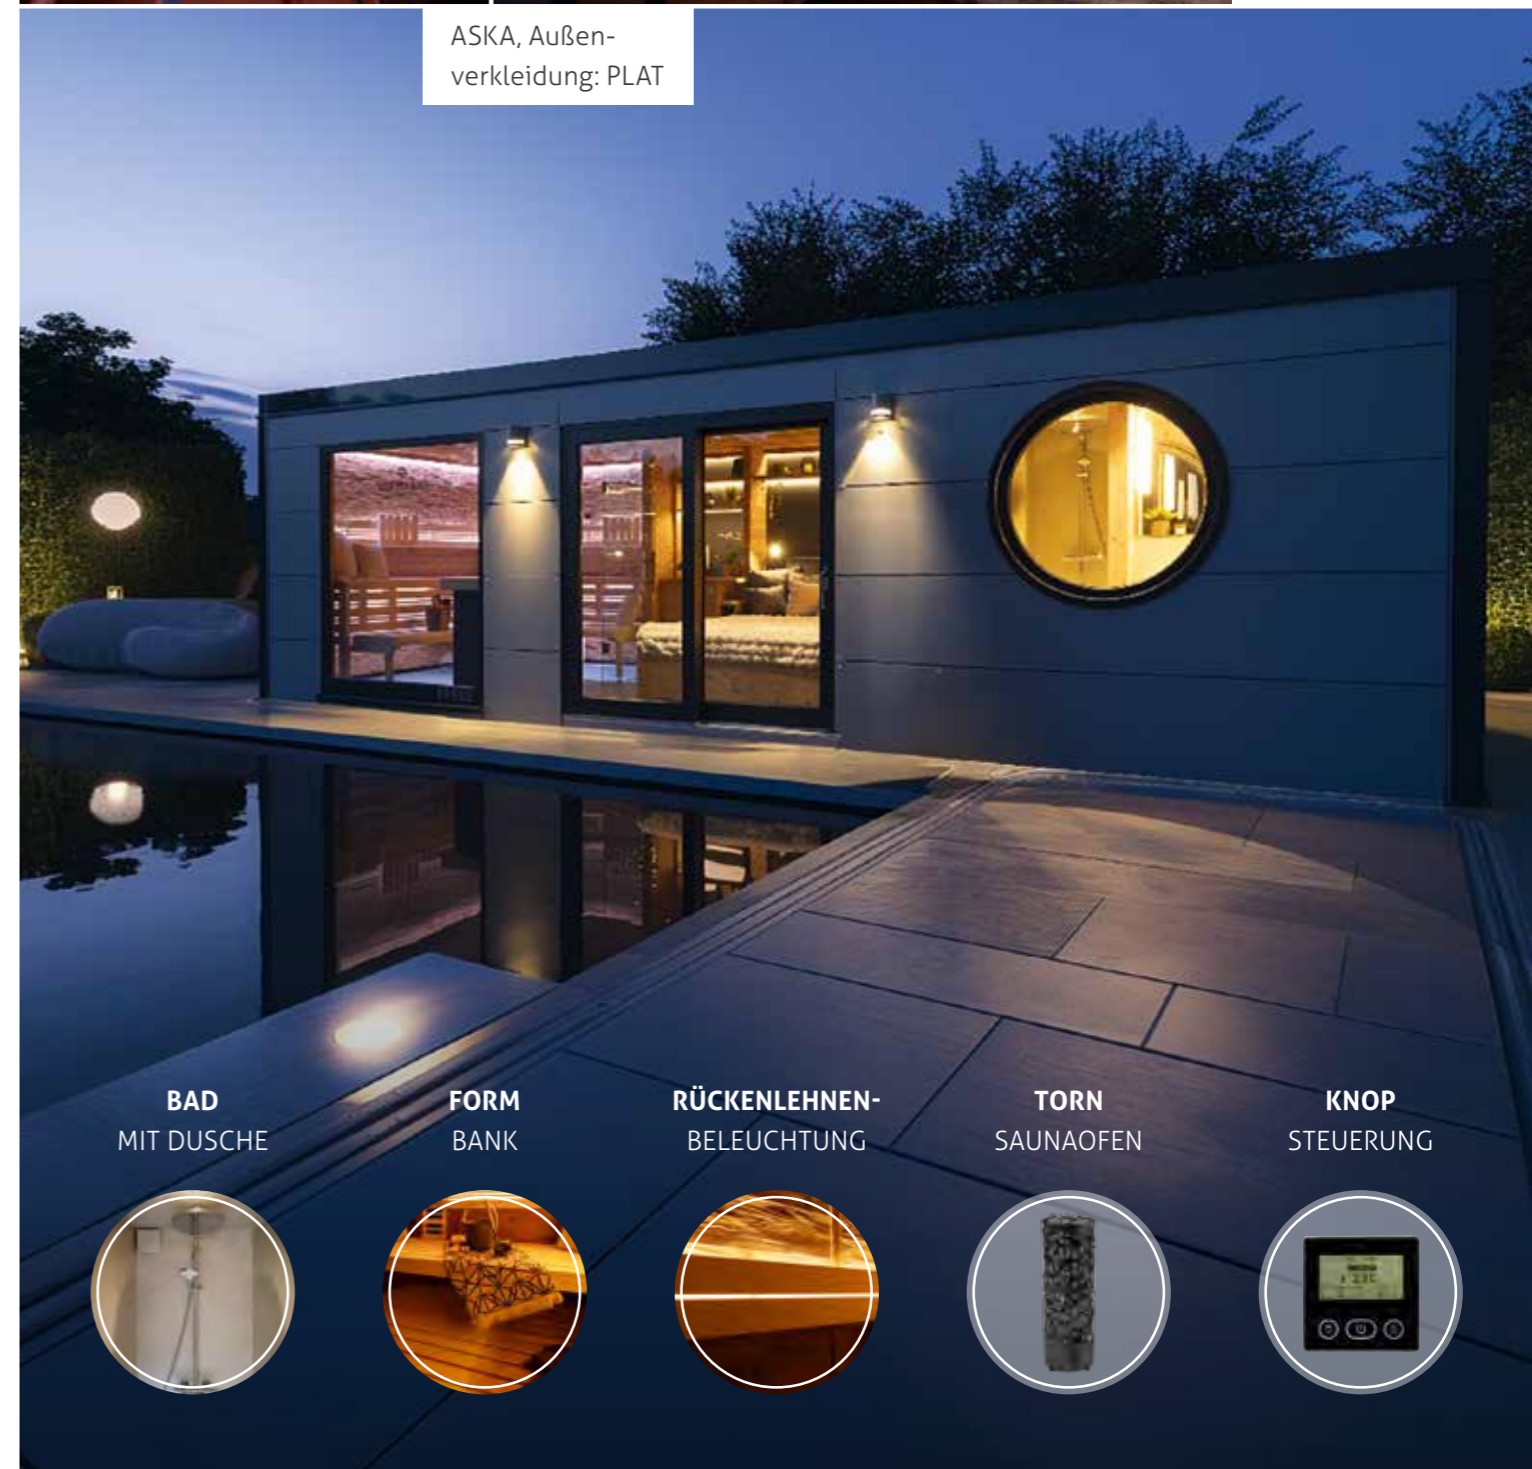 ASKA, Außen-
verkleidung: PLAT
BAD
MIT DUSCHE
FORM
BANK
RÜCKENLEHNEN-
BELEUCHTUNG
TORN
SAUNAOFEN
KNOP
STEUERUNG